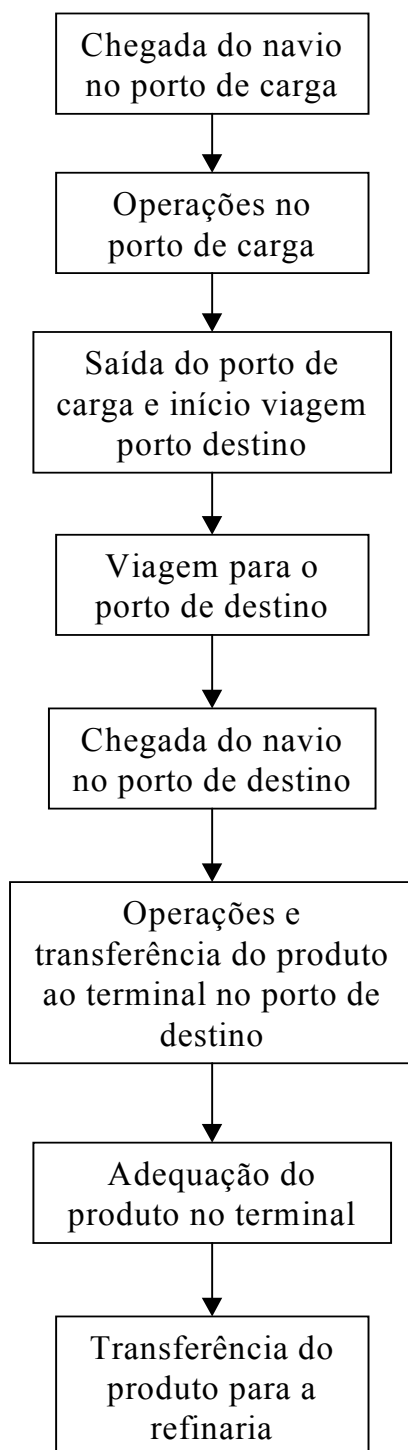 Chegada do navio
no porto de carga
Operações no
porto de carga
Saída do porto de
carga e início viagem
porto destino
Viagem para o
porto de destino
Chegada do navio
no porto de destino
Operações e
transferência do produto
ao terminal no porto de
destino
Adequação do
produto no terminal
Transferência do
produto para a
refinaria